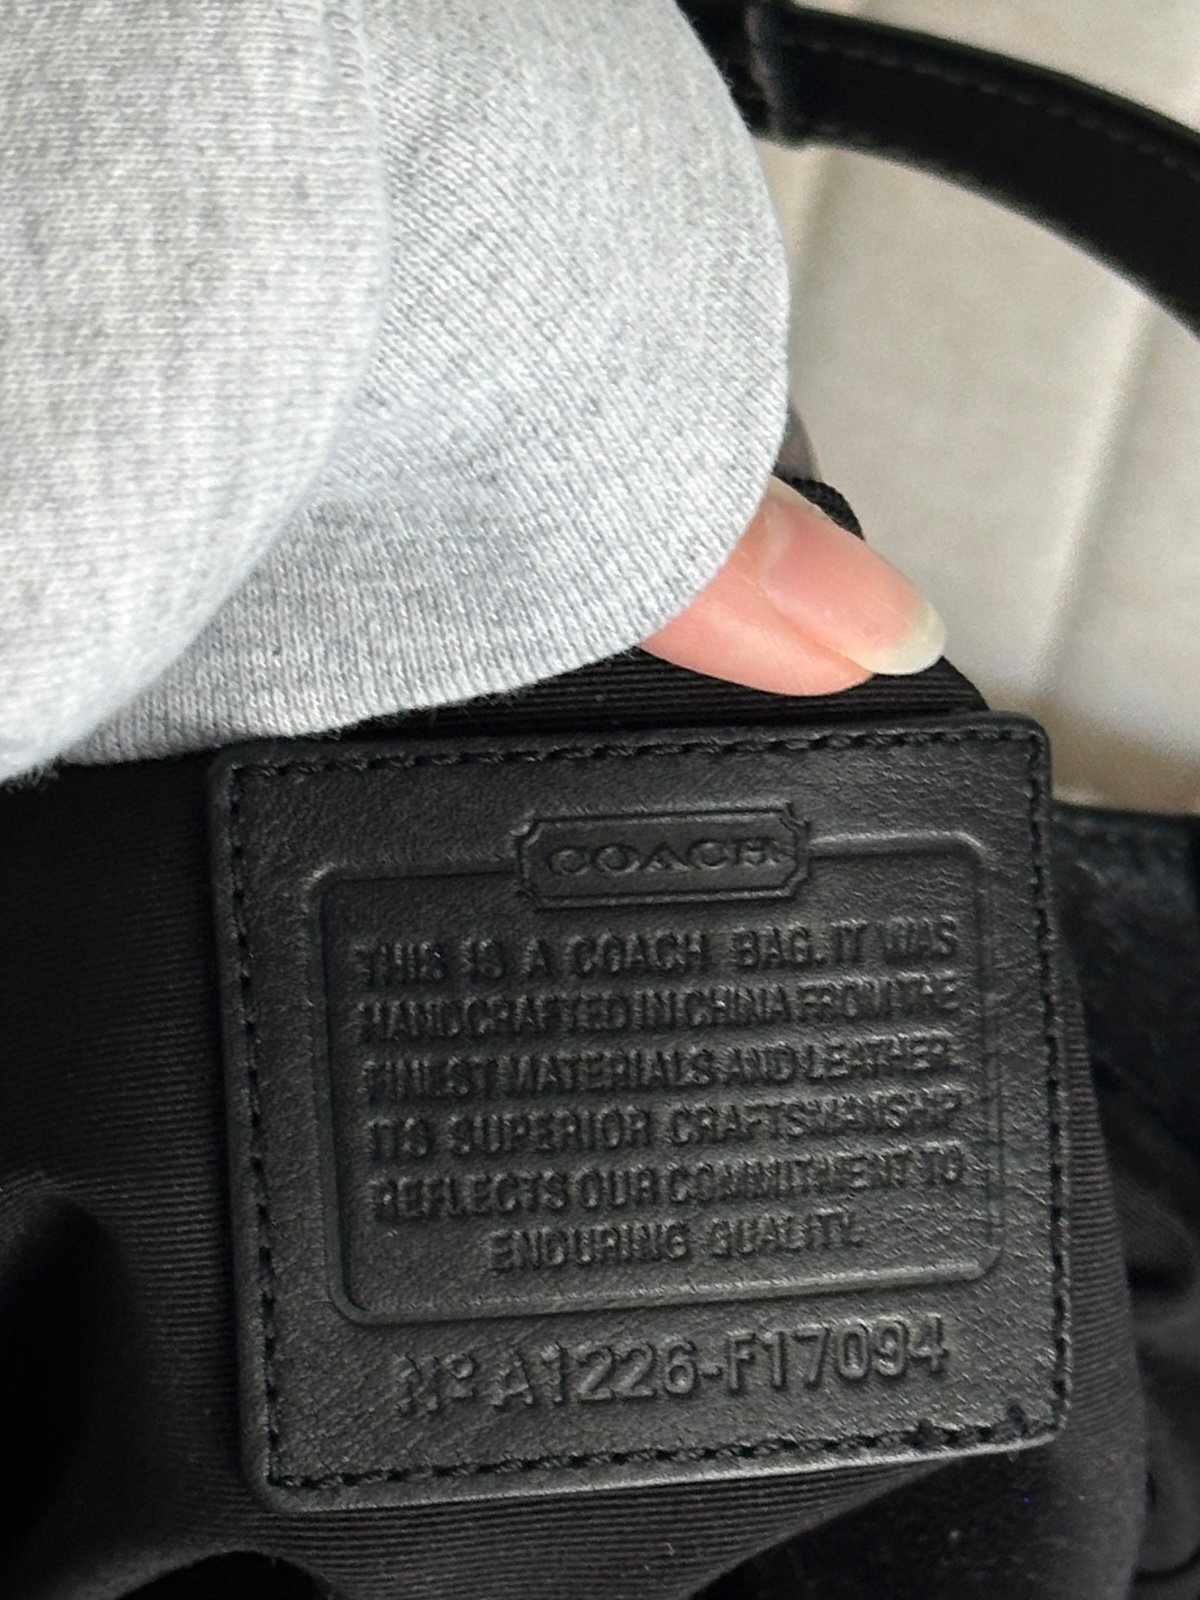 COACH
THIS IS A COACH BAG. IT WAS
HANDCRAFTED IN CHINA FROM THE
FINEST MATERIALS AND LEATHER.
ITS SUPERIOR CRAFTSMANSHIP
REFLECTS OUR COMMITMENT TO
ENDURING QUALITY.
Nº A1226-F17094